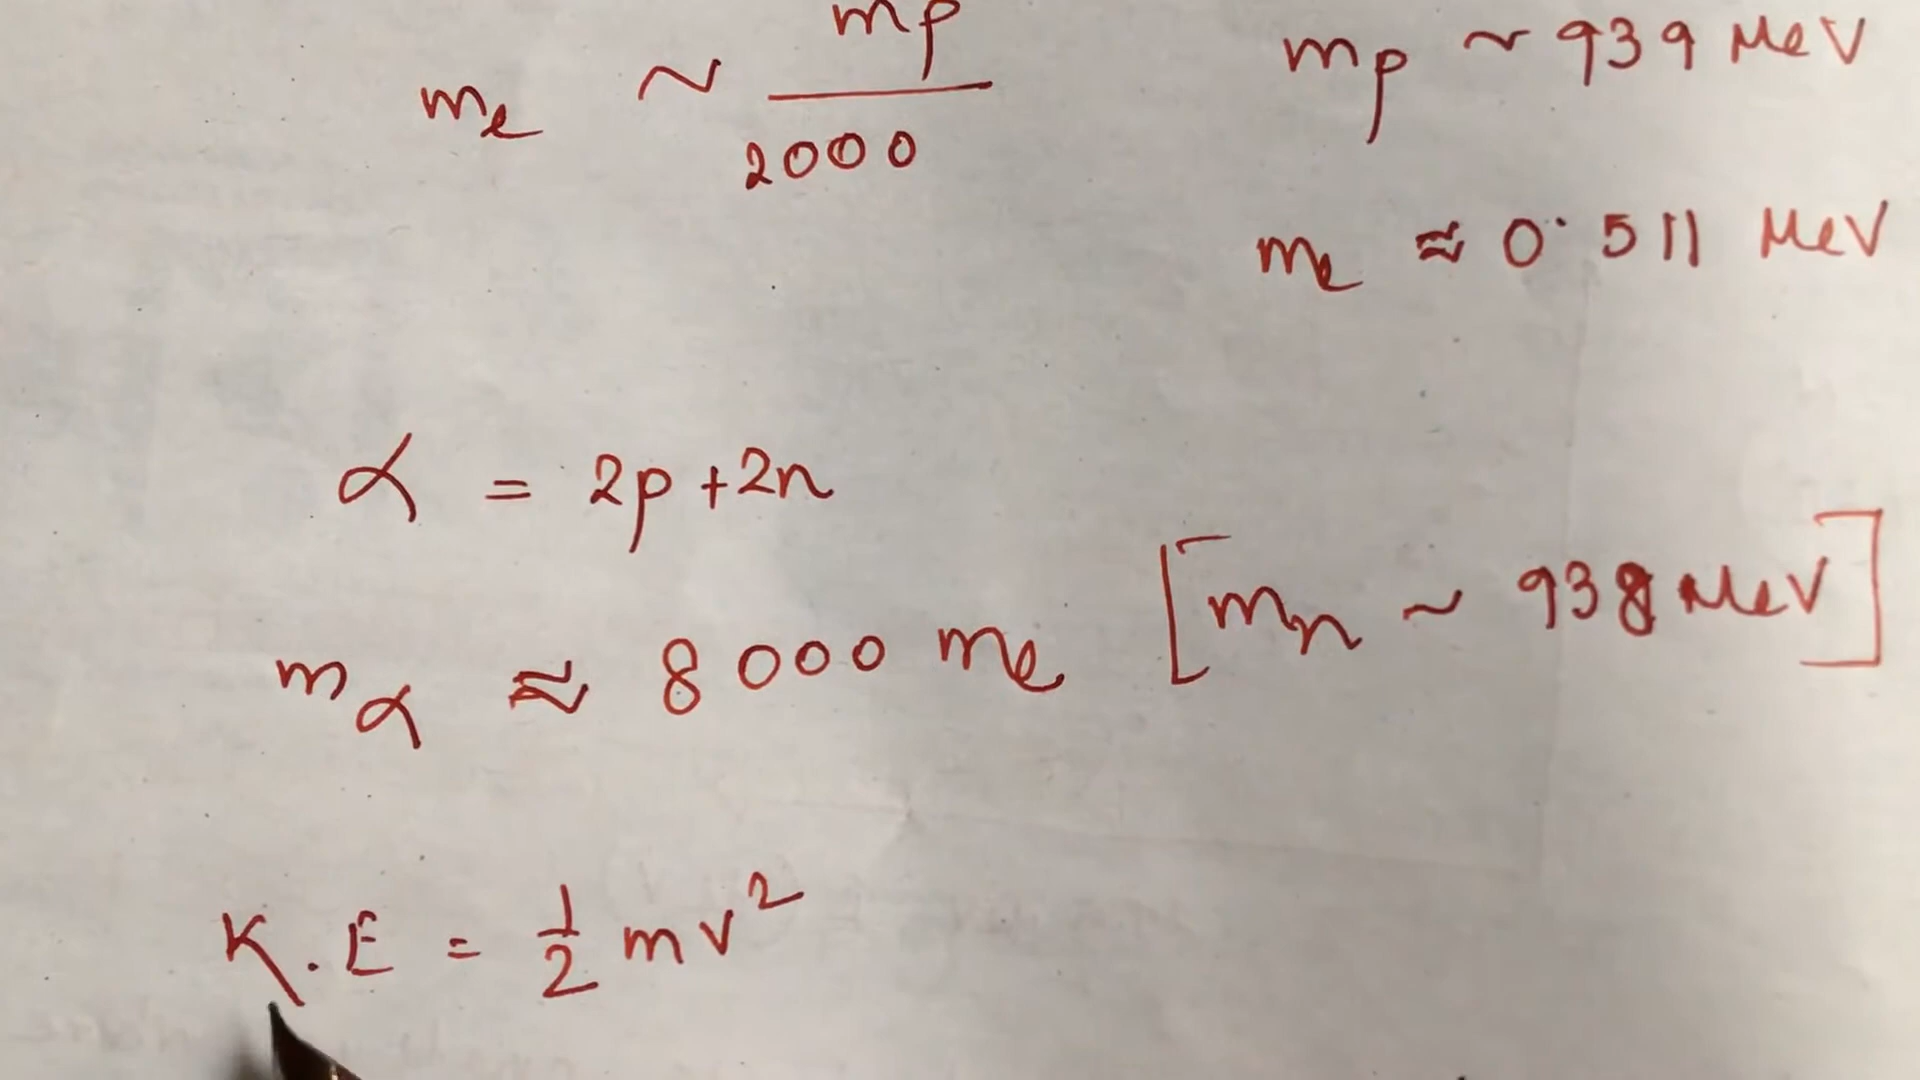 me ~ mp/2000
mp ~ 939 MeV
me ≈ 0.511 MeV
α = 2p + 2n
mα ≈ 8000 me [mn ~ 938 MeV]
K.E = 1/2 mv²